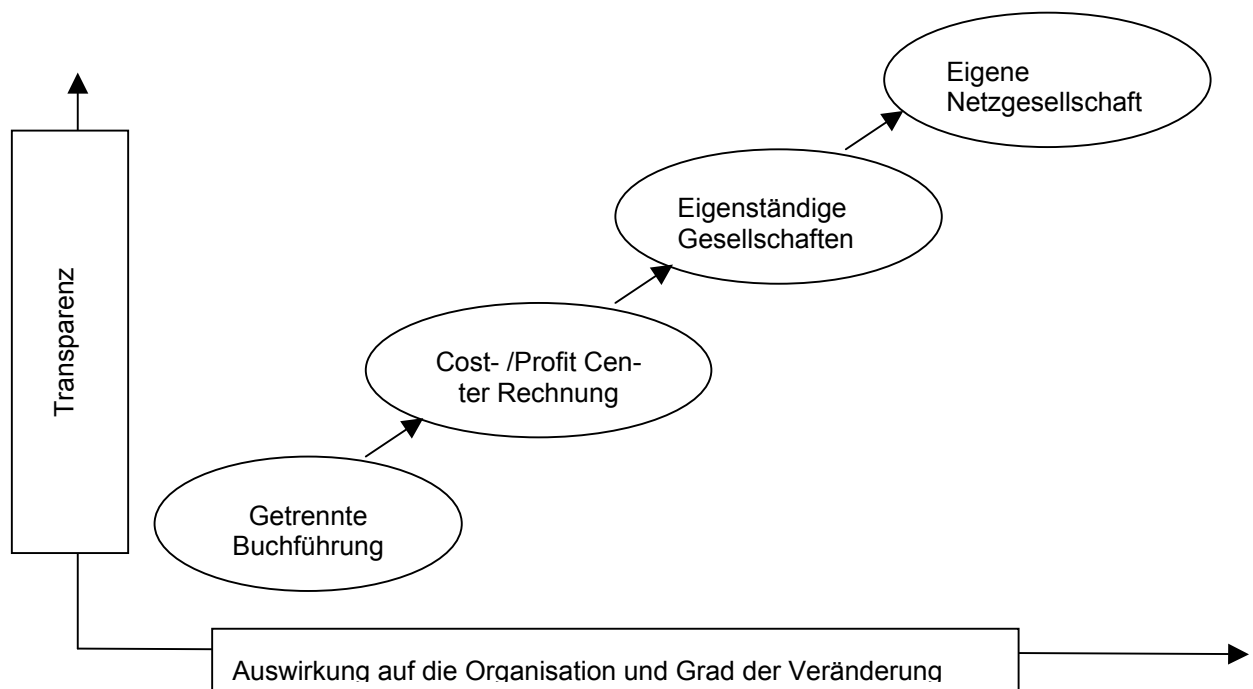 Eigene
Netzgesellschaft
Eigenständige
Gesellschaften
Cost- /Profit Cen-
ter Rechnung
Getrennte
Buchführung
Transparenz
Auswirkung auf die Organisation und Grad der Veränderung